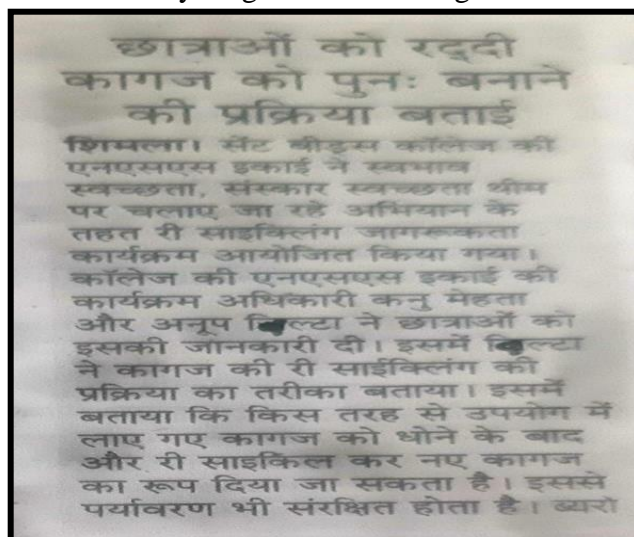 छात्राओं को रद्दी
कागज को पुनः बनाने
की प्रक्रिया बताई
शिमला। सेंट बीड्स कॉलेज की
एनएसएस इकाई ने स्वभाव
स्वच्छता, संस्कार स्वच्छता थीम
पर चलाए जा रहे अभियान के
तहत री साइक्लिंग जागरूकता
कार्यक्रम आयोजित किया गया।
कॉलेज की एनएसएस इकाई की
कार्यक्रम अधिकारी कनु मेहता
और अनूप ने छात्राओं को
इसकी जानकारी दी। इसमें
ने कागज की री साईक्लिंग की
प्रक्रिया का तरीका बताया। इसमें
बताया कि किस तरह से उपयोग में
लाए गए कागज को धोने के बाद
और री साइकिल कर नए कागज
का रूप दिया जा सकता है। इससे
पर्यावरण भी संरक्षित होता है। ब्यरो